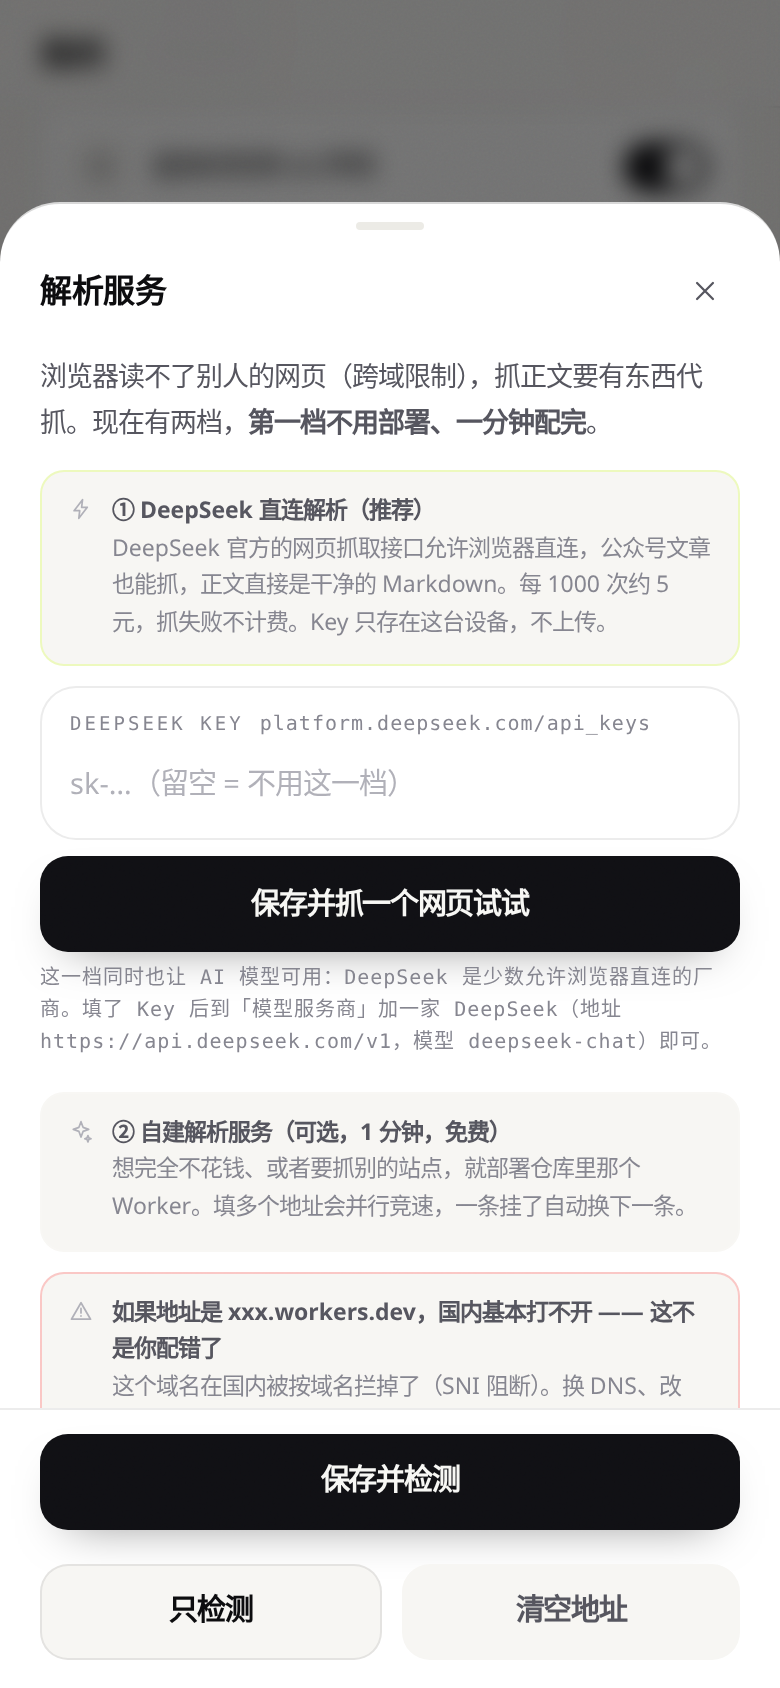 解析服务
浏览器读不了别人的网页（跨域限制），抓正文要有东西代
抓。现在有两档，第一档不用部署、一分钟配完。
① DeepSeek 直连解析（推荐）
DeepSeek 官方的网页抓取接口允许浏览器直连，公众号文章
也能抓，正文直接是干净的 Markdown。每 1000 次约 5
元，抓失败不计费。Key 只存在这台设备，不上传。
DEEPSEEK KEY platform.deepseek.com/api_keys
sk-...（留空 = 不用这一档）
保存并抓一个网页试试
这一档同时也让 AI 模型可用：DeepSeek 是少数允许浏览器直连的厂
商。填了 Key 后到「模型服务商」加一家 DeepSeek（地址
https://api.deepseek.com/v1，模型 deepseek-chat）即可。
② 自建解析服务（可选，1 分钟，免费）
想完全不花钱、或者要抓别的站点，就部署仓库里那个
Worker。填多个地址会并行竞速，一条挂了自动换下一条。
如果地址是 xxx.workers.dev，国内基本打不开 —— 这不
是你配错了
这个域名在国内被按域名拦掉了（SNI 阻断）。换 DNS、改
保存并检测
只检测
清空地址